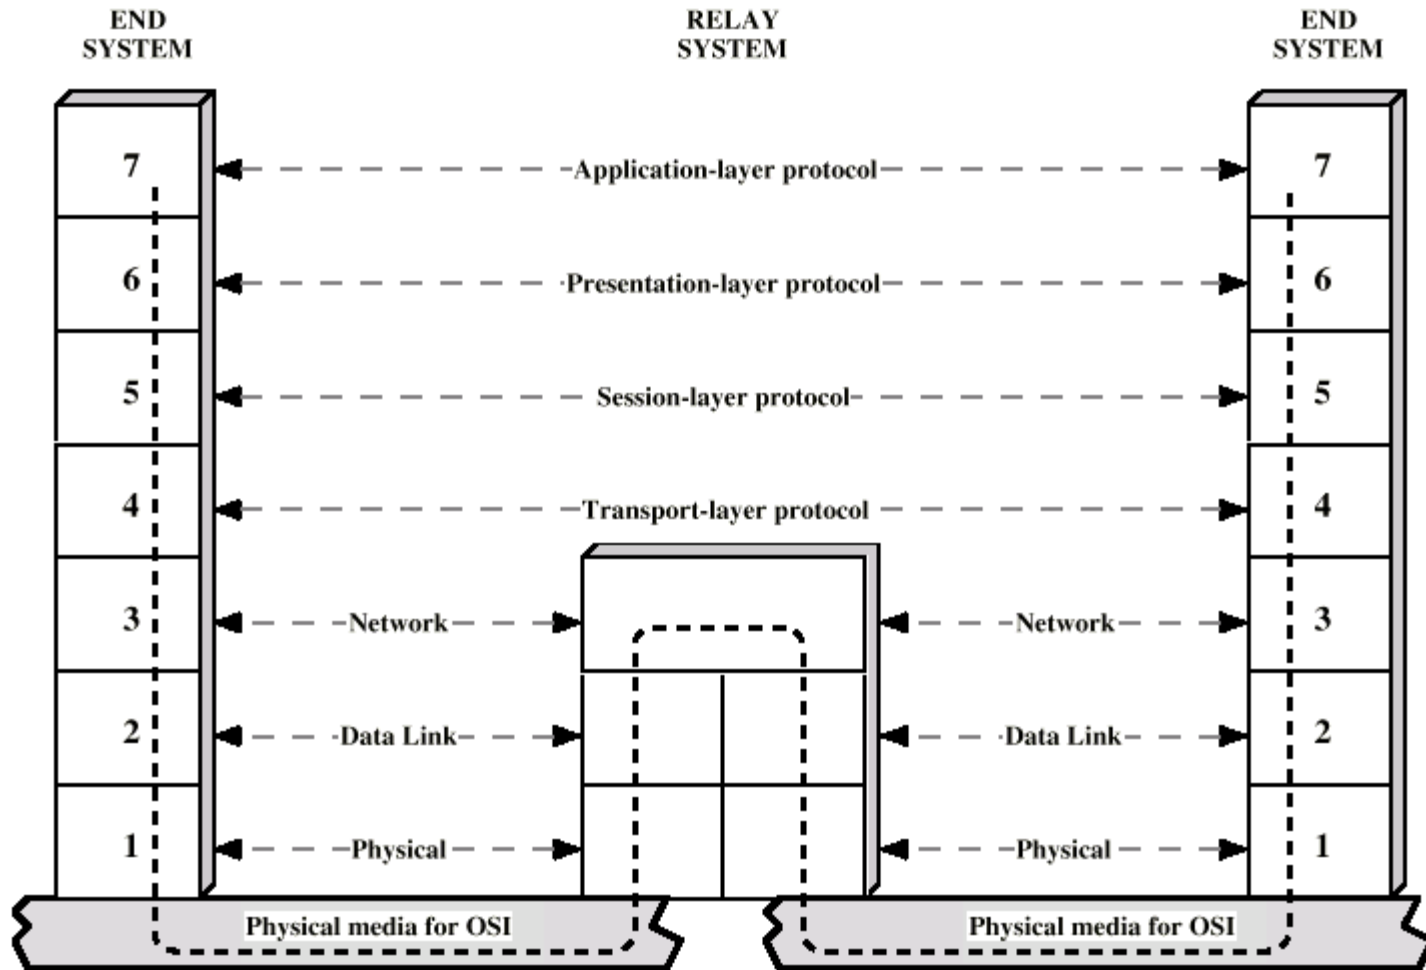 END
SYSTEM
RELAY
SYSTEM
END
SYSTEM
7
Application-layer protocol
7
6
Presentation-layer protocol
6
5
Session-layer protocol
5
4
Transport-layer protocol
4
3
Network
Network
3
2
Data Link
Data Link
2
1
Physical
Physical
1
Physical media for OSI
Physical media for OSI